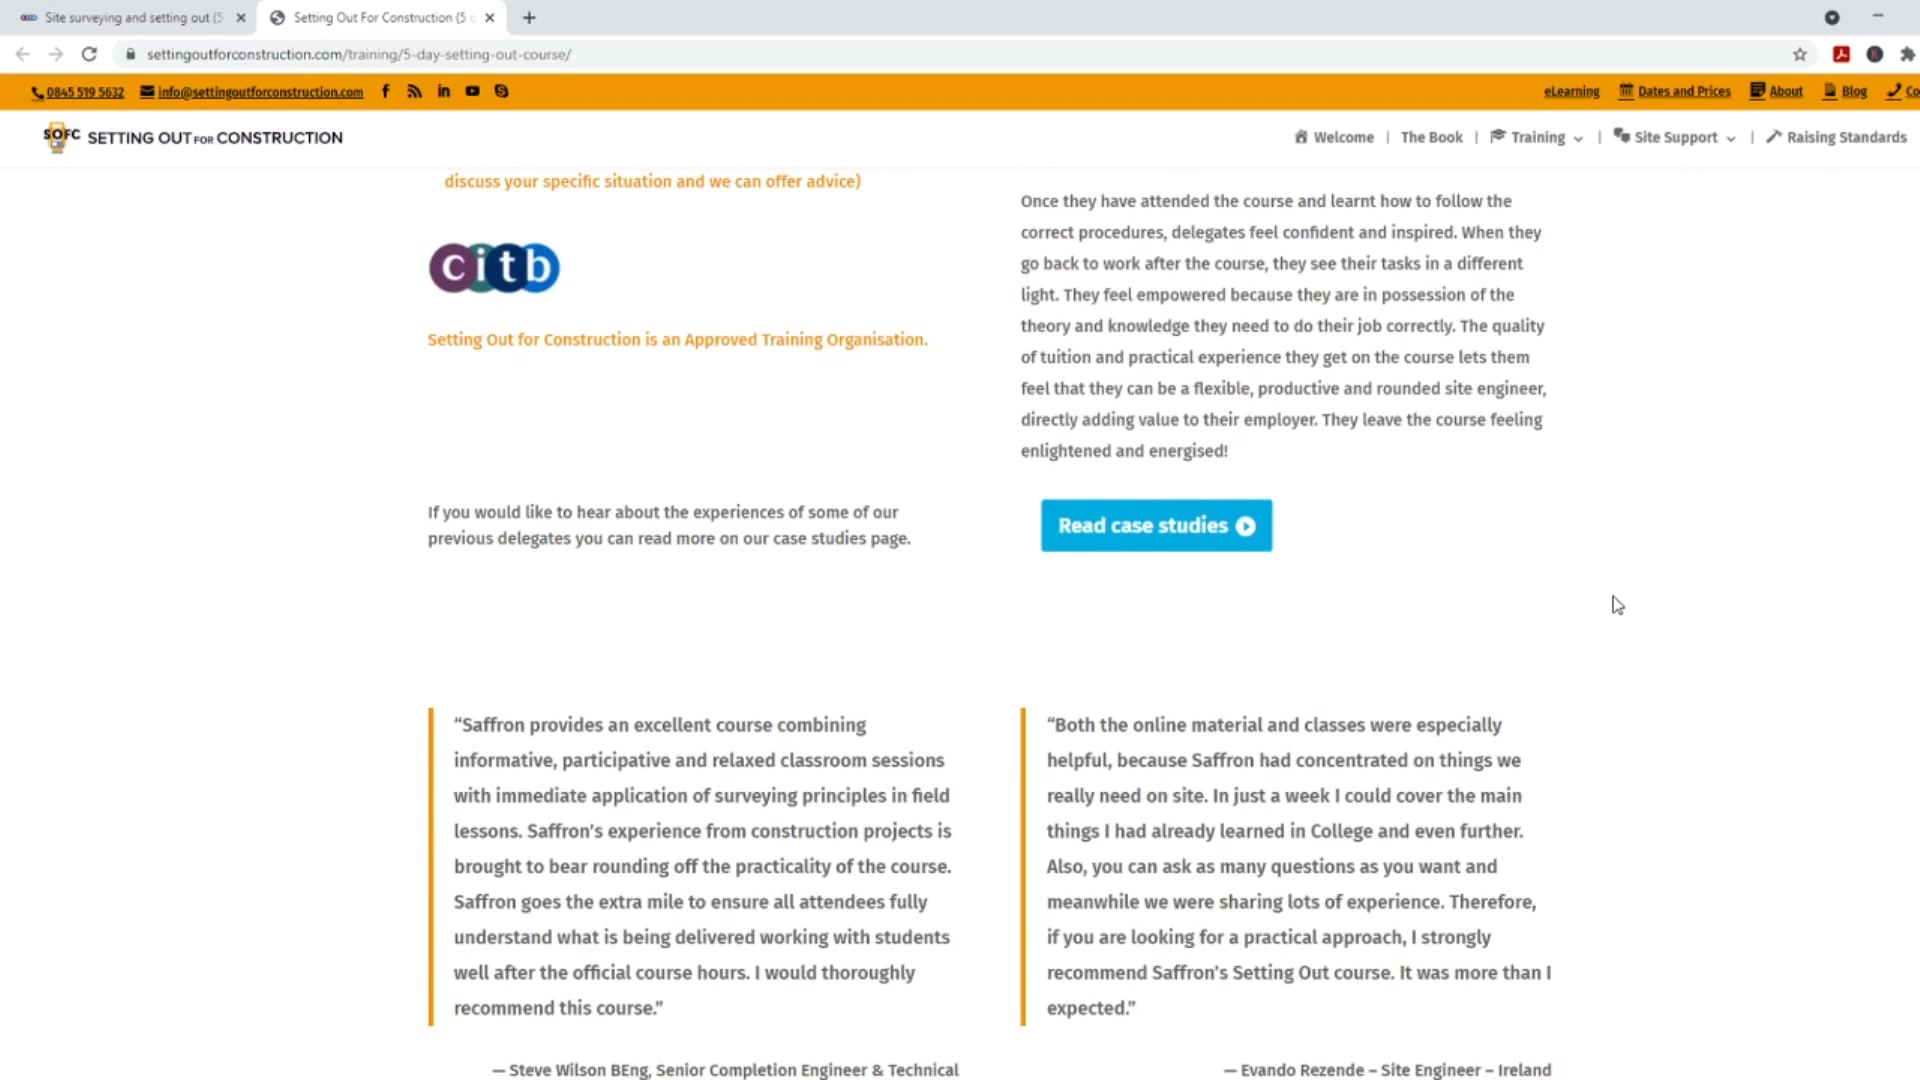 Site surveying and setting out (5
Setting Out For Construction (5
settingoutforconstruction.com/training/5-day-setting-out-course/
0845 519 5632
info@settingoutforconstruction.com
eLearning
Dates and Prices
About
Blog
Co
SOFC
SETTING OUT FOR CONSTRUCTION
Welcome | The Book | Training | Site Support | Raising Standards
discuss your specific situation and we can offer advice)
citb
Setting Out for Construction is an Approved Training Organisation.
Once they have attended the course and learnt how to follow the
correct procedures, delegates feel confident and inspired. When they
go back to work after the course, they see their tasks in a different
light. They feel empowered because they are in possession of the
theory and knowledge they need to do their job correctly. The quality
of tuition and practical experience they get on the course lets them
feel that they can be a flexible, productive and rounded site engineer,
directly adding value to their employer. They leave the course feeling
enlightened and energised!
If you would like to hear about the experiences of some of our
previous delegates you can read more on our case studies page.
Read case studies
“Saffron provides an excellent course combining
informative, participative and relaxed classroom sessions
with immediate application of surveying principles in field
lessons. Saffron’s experience from construction projects is
brought to bear rounding off the practicality of the course.
Saffron goes the extra mile to ensure all attendees fully
understand what is being delivered working with students
well after the official course hours. I would thoroughly
recommend this course.”
— Steve Wilson BEng, Senior Completion Engineer & Technical
“Both the online material and classes were especially
helpful, because Saffron had concentrated on things we
really need on site. In just a week I could cover the main
things I had already learned in College and even further.
Also, you can ask as many questions as you want and
meanwhile we were sharing lots of experience. Therefore,
if you are looking for a practical approach, I strongly
recommend Saffron’s Setting Out course. It was more than I
expected.”
— Evando Rezende – Site Engineer – Ireland